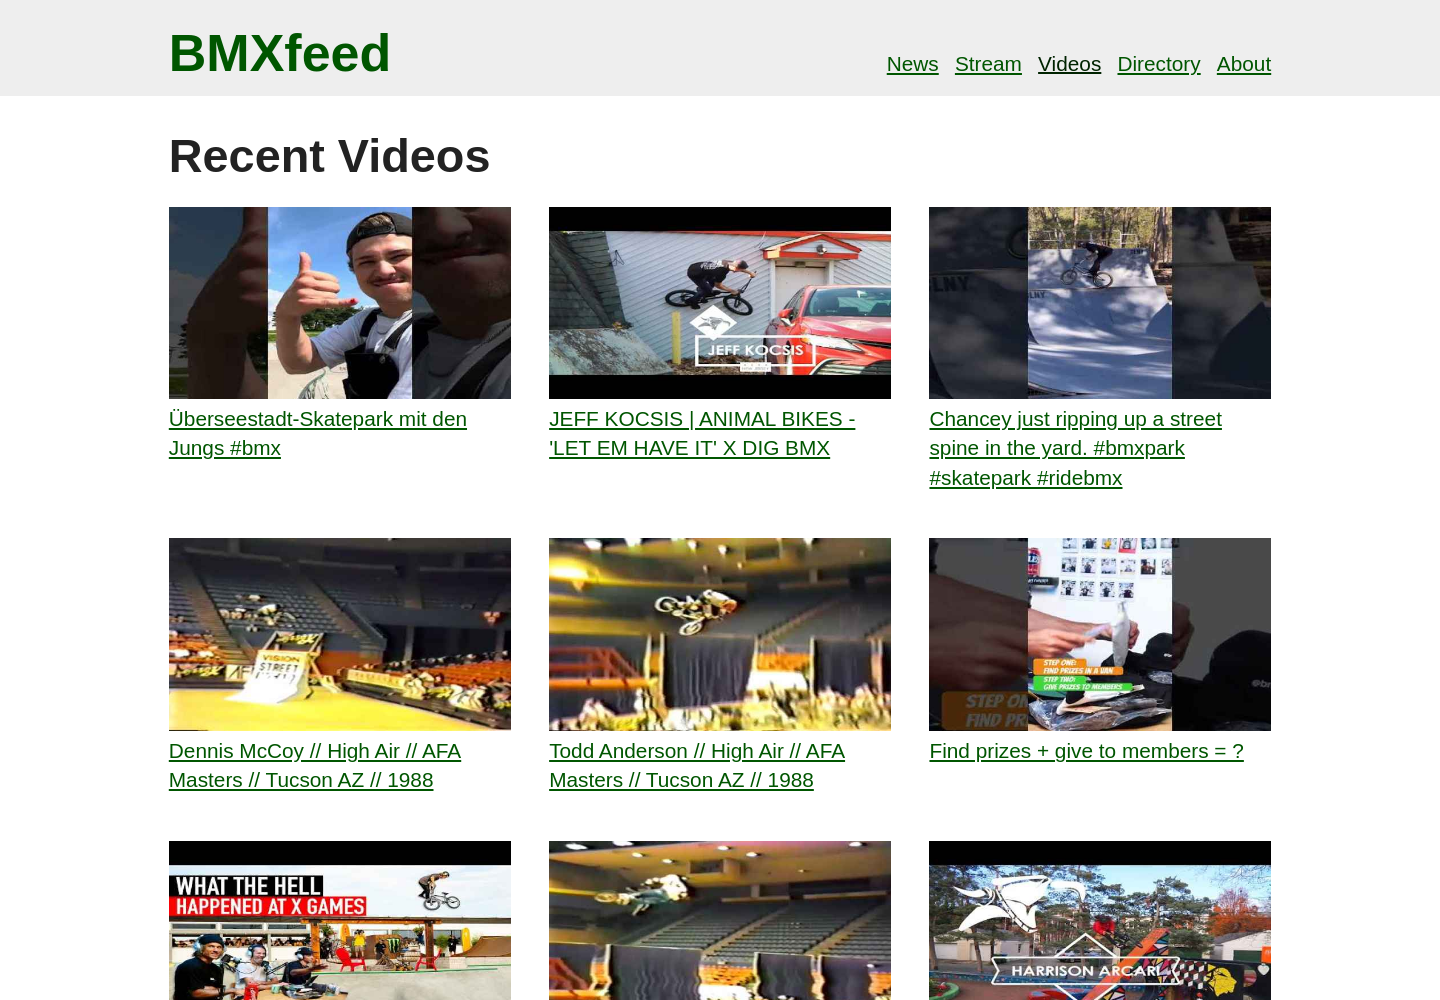 BMXfeed
News Stream Videos Directory About
Recent Videos
JEFF KOCSIS
LNY
Überseestadt-Skatepark mit den
Jungs #bmx
JEFF KOCSIS | ANIMAL BIKES -
'LET EM HAVE IT' X DIG BMX
Chancey just ripping up a street
spine in the yard. #bmxpark
#skatepark #ridebmx
VISION
STREET
STEP ONE:
FIND PRIZES IN A VAN
STEP TWO:
GIVE PRIZES TO MEMBERS
Dennis McCoy // High Air // AFA
Masters // Tucson AZ // 1988
Todd Anderson // High Air // AFA
Masters // Tucson AZ // 1988
Find prizes + give to members = ?
WHAT THE HELL
HAPPENED AT X GAMES
HARRISON ARCARI